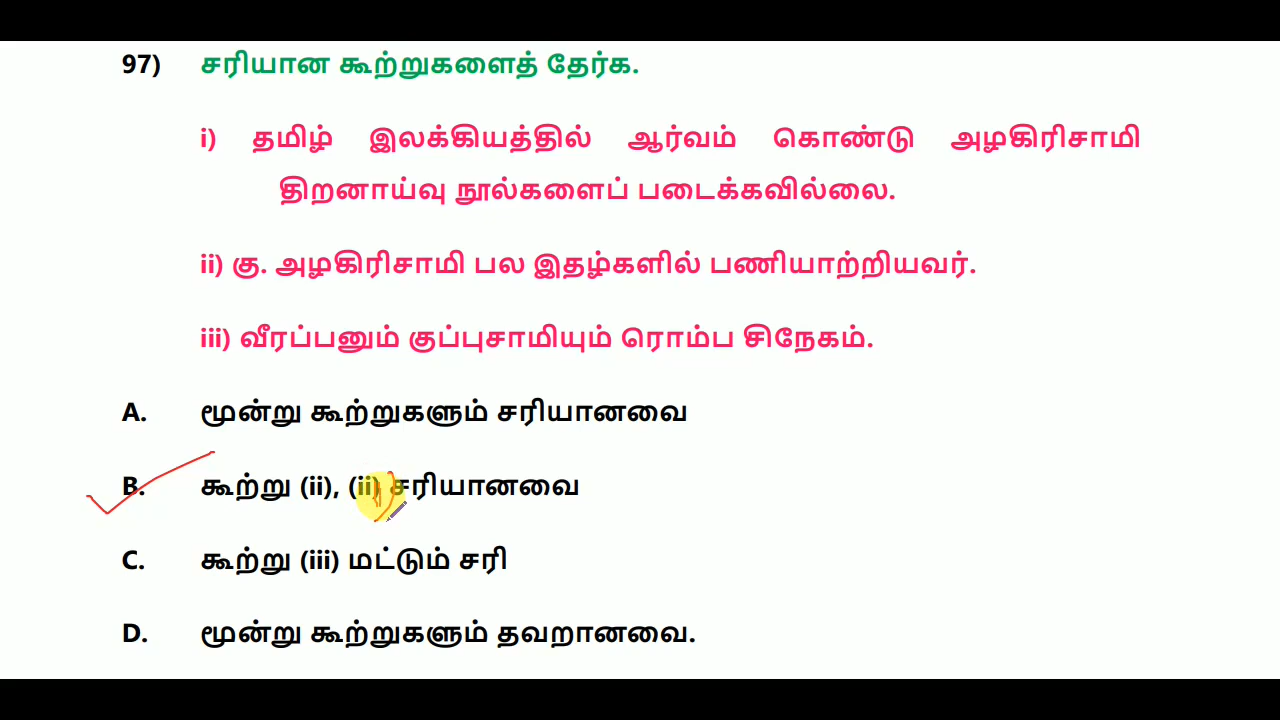 97) சரியான கூற்றுகளைத் தேர்க.
i) தமிழ் இலக்கியத்தில் ஆர்வம் கொண்டு அழகிரிசாமி
திறனாய்வு நூல்களைப் படைக்கவில்லை.
ii) கு. அழகிரிசாமி பல இதழ்களில் பணியாற்றியவர்.
iii) வீரப்பனும் குப்புசாமியும் ரொம்ப சிநேகம்.
A. மூன்று கூற்றுகளும் சரியானவை
B. கூற்று (ii), (ii) சரியானவை
C. கூற்று (iii) மட்டும் சரி
D. மூன்று கூற்றுகளும் தவறானவை.